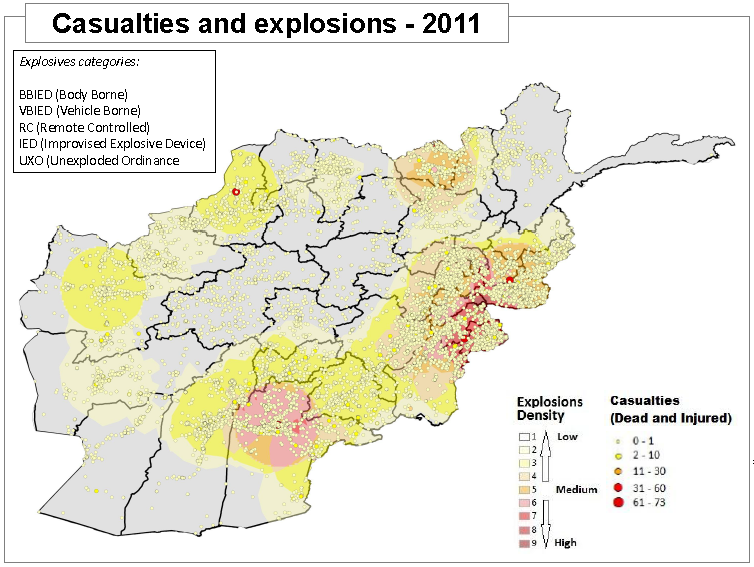 Casualties and explosions - 2011
Explosives categories:
BBIED (Body Borne)
VBIED (Vehicle Borne)
RC (Remote Controlled)
IED (Improvised Explosive Device)
UXO (Unexploded Ordinance
Explosions
Density
1 Low
2
3
4
5 Medium
6
7
8
9 High
Casualties
(Dead and Injured)
0 - 1
2 - 10
11 - 30
31 - 60
61 - 73